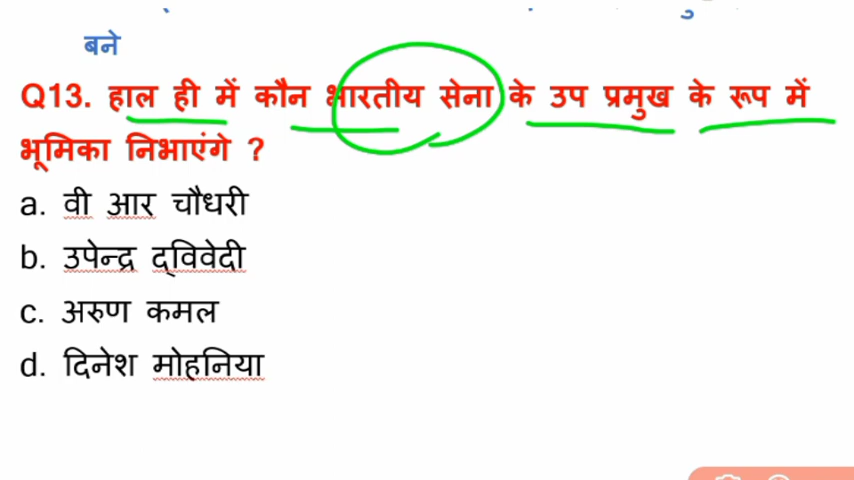 बने
Q13. हाल ही में कौन भारतीय सेना के उप प्रमुख के रूप में
भूमिका निभाएंगे ?
a. वी आर चौधरी
b. उपेन्द्र द्विवेदी
c. अरुण कमल
d. दिनेश मोहनिया